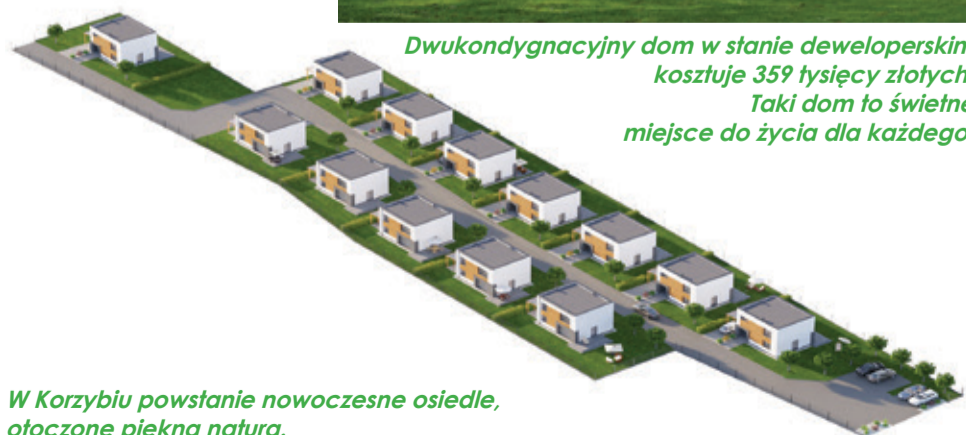 Dwukondygnacyjny dom w stanie deweloperskim
kosztuje 359 tysięcy złotych
Taki dom to świetne
miejsce do życia dla każdego
W Korzybiu powstanie nowoczesne osiedle,
otoczone piękną naturą.